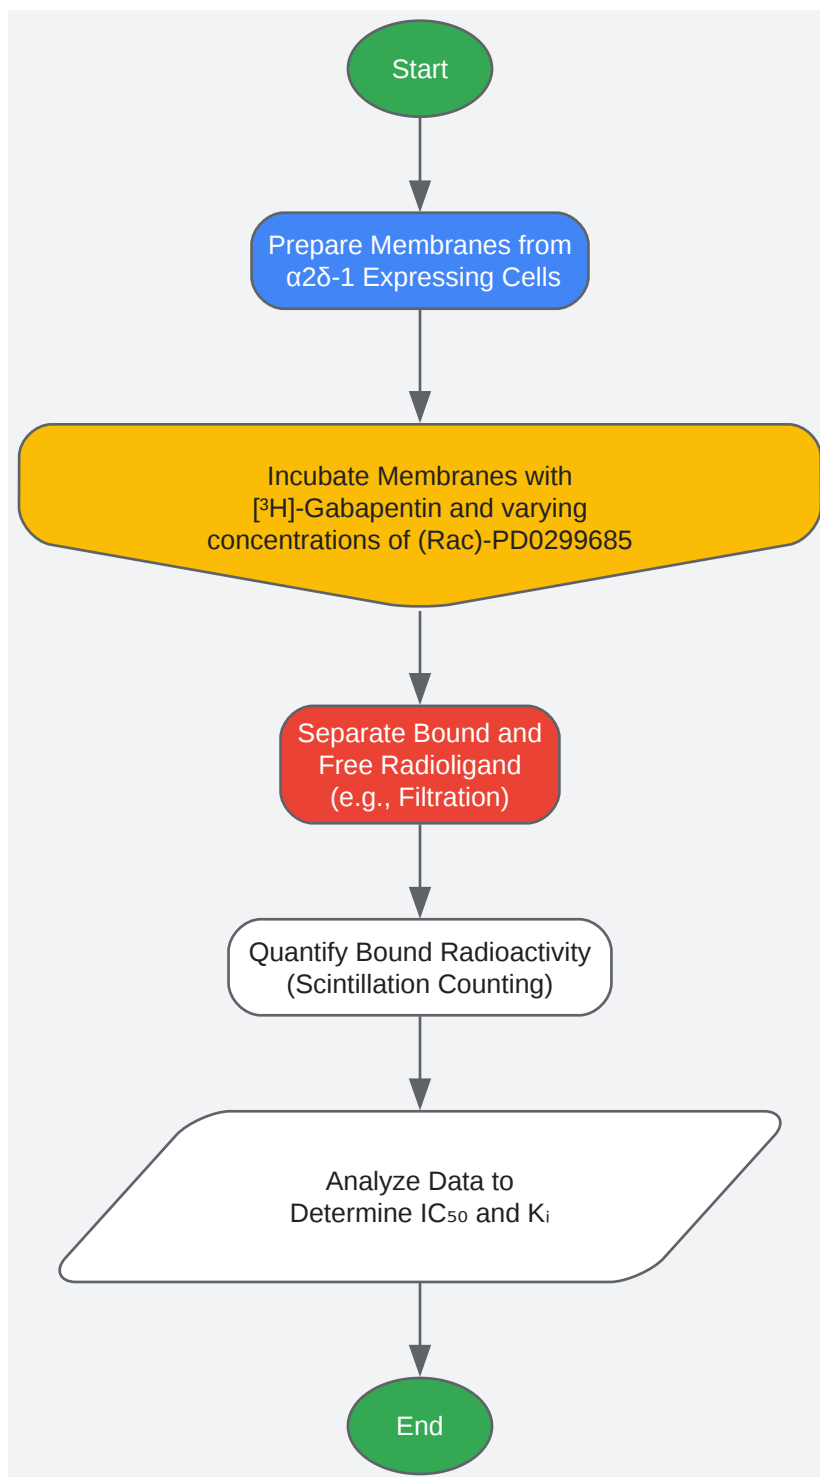 Start
Prepare Membranes from
α2δ-1 Expressing Cells
Incubate Membranes with
[³H]-Gabapentin and varying
concentrations of (Rac)-PD0299685
Separate Bound and
Free Radioligand
(e.g., Filtration)
Quantify Bound Radioactivity
(Scintillation Counting)
Analyze Data to
Determine IC₅₀ and Kᵢ
End